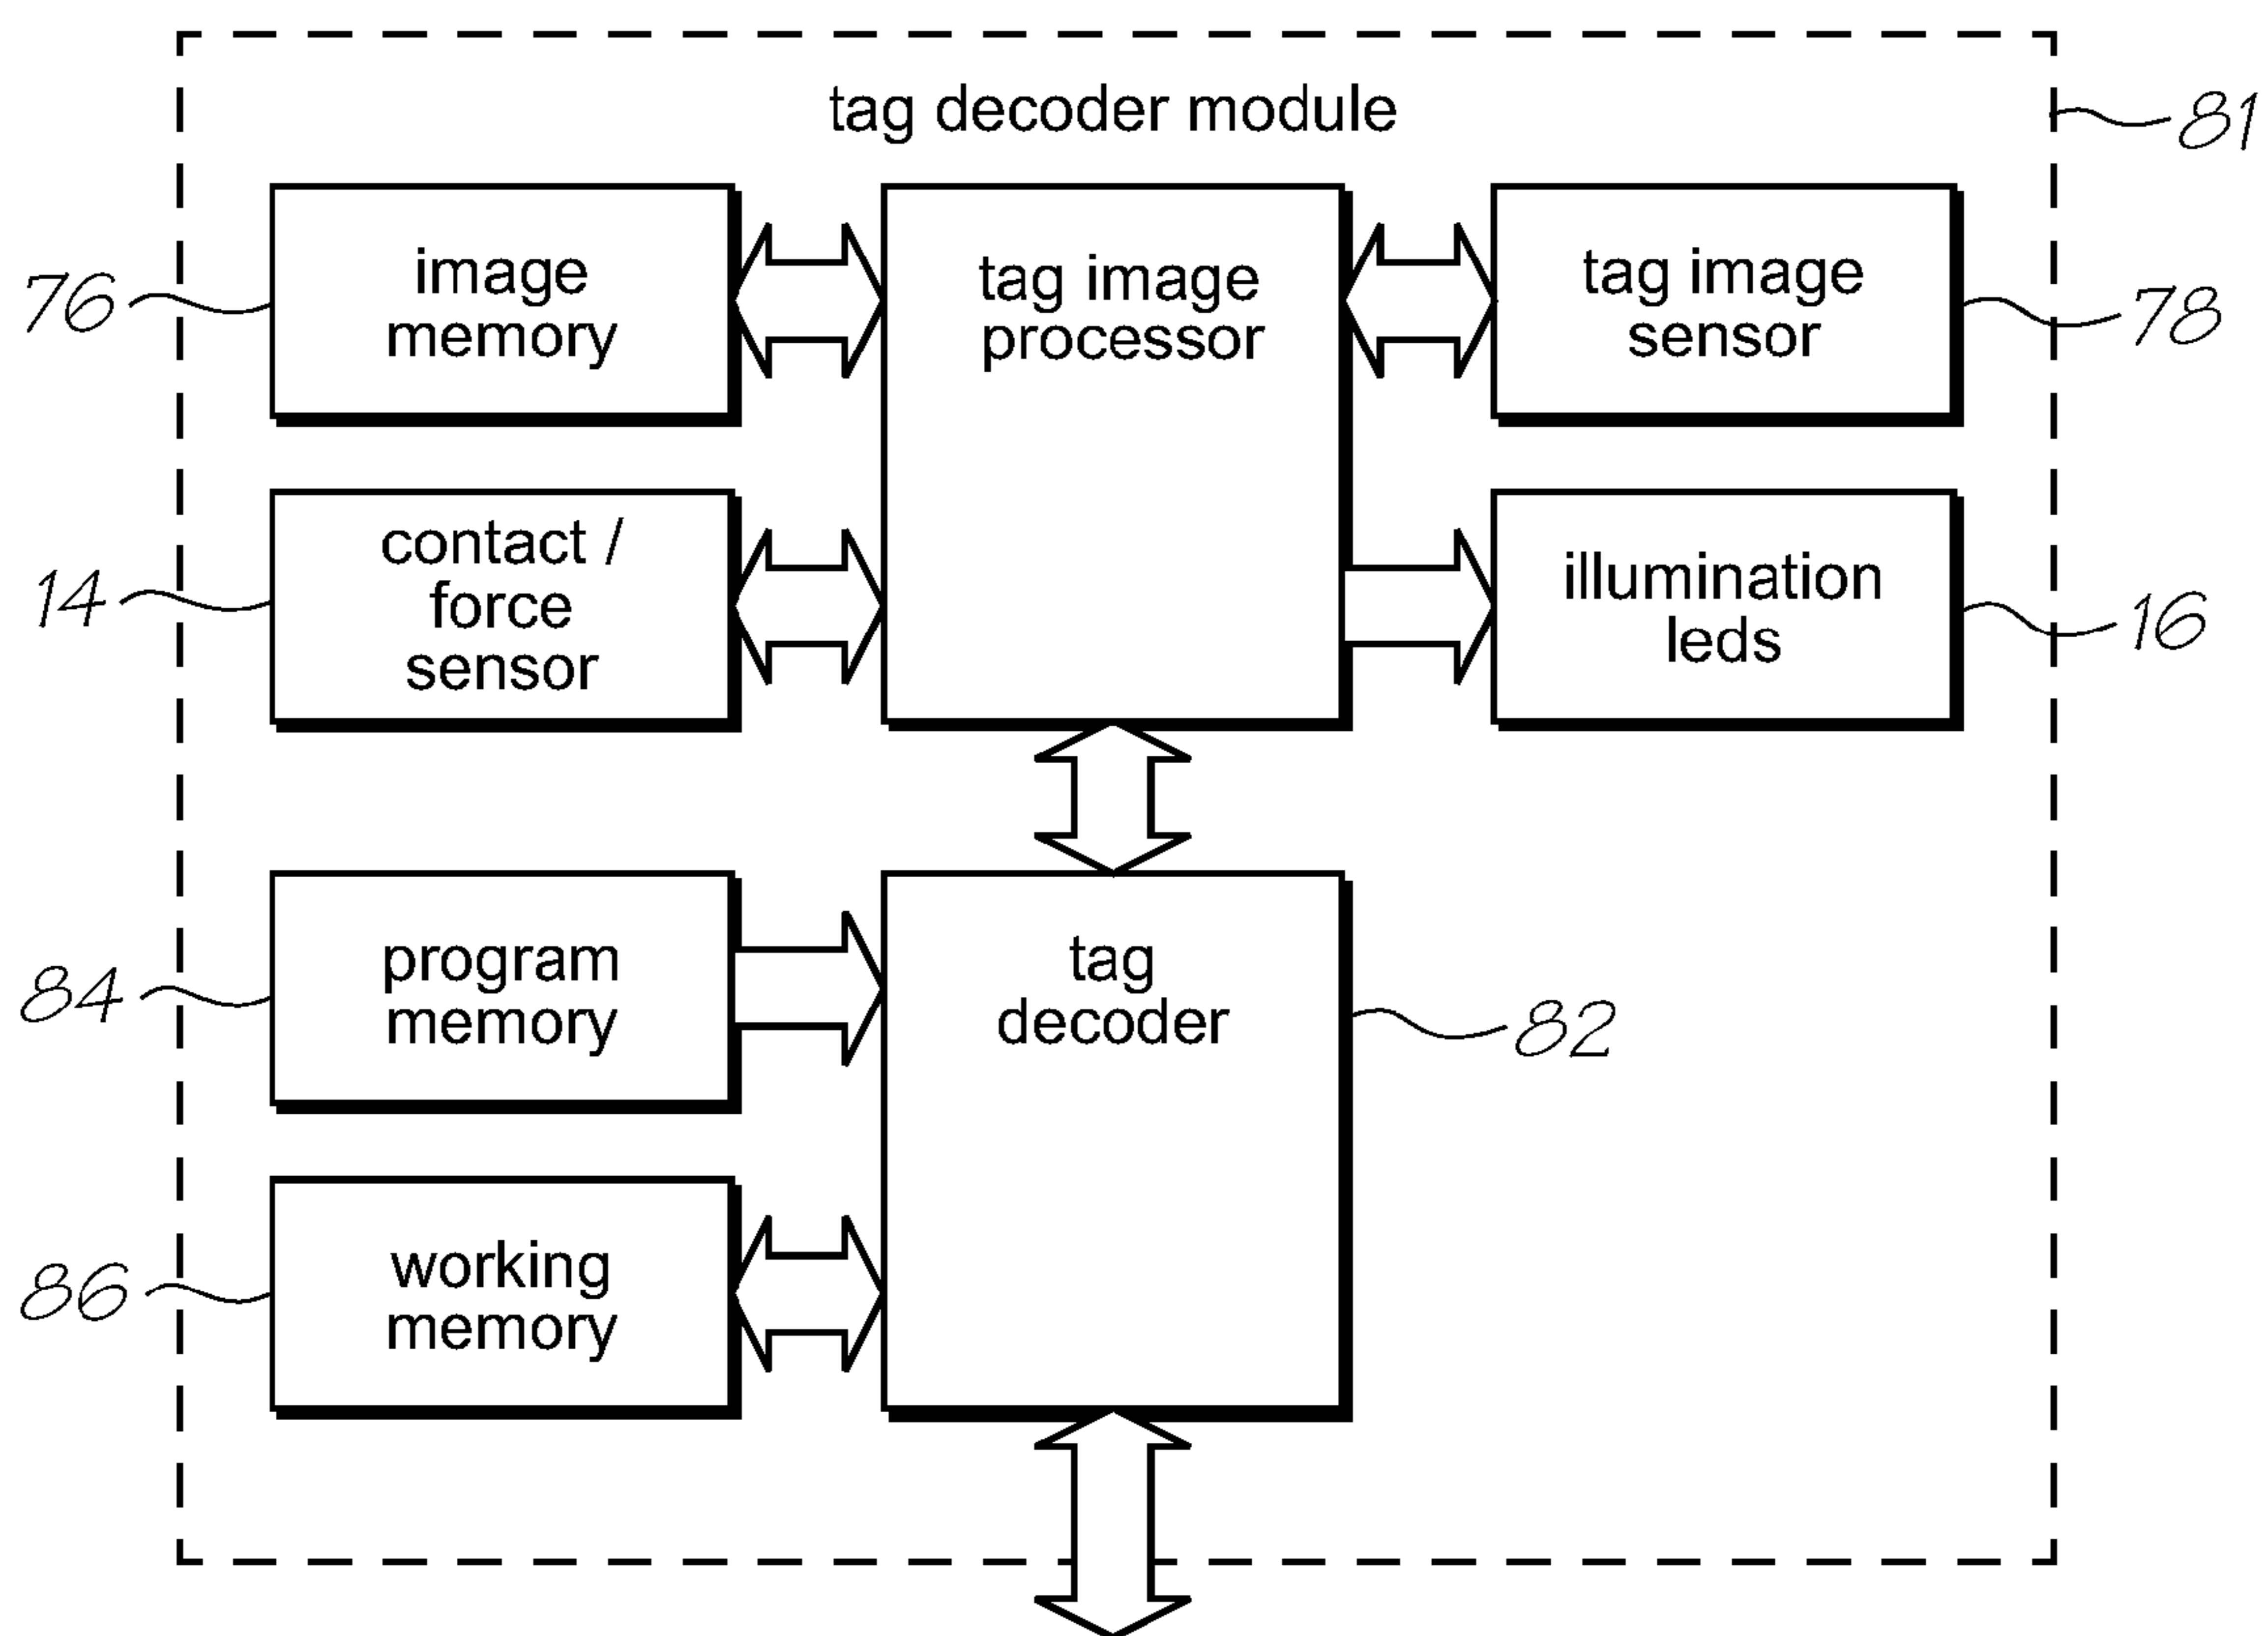 tag decoder module
81
76
image
memory
tag image
processor
tag image
sensor
78
14
contact /
force
sensor
illumination
leds
16
84
program
memory
tag
decoder
82
86
working
memory